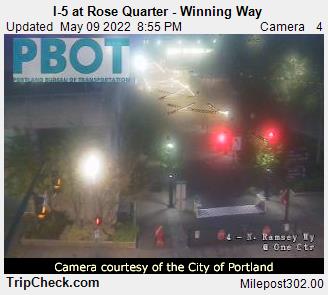 I-5 at Rose Quarter - Winning Way
Updated May 09 2022 8:55 PM Camera 4
PBOT
PORTLAND BUREAU OF TRANSPORTATION
4 - N. Ramsey Wy
@ One Ctr
Camera courtesy of the City of Portland
TripCheck.com Milepost302.00